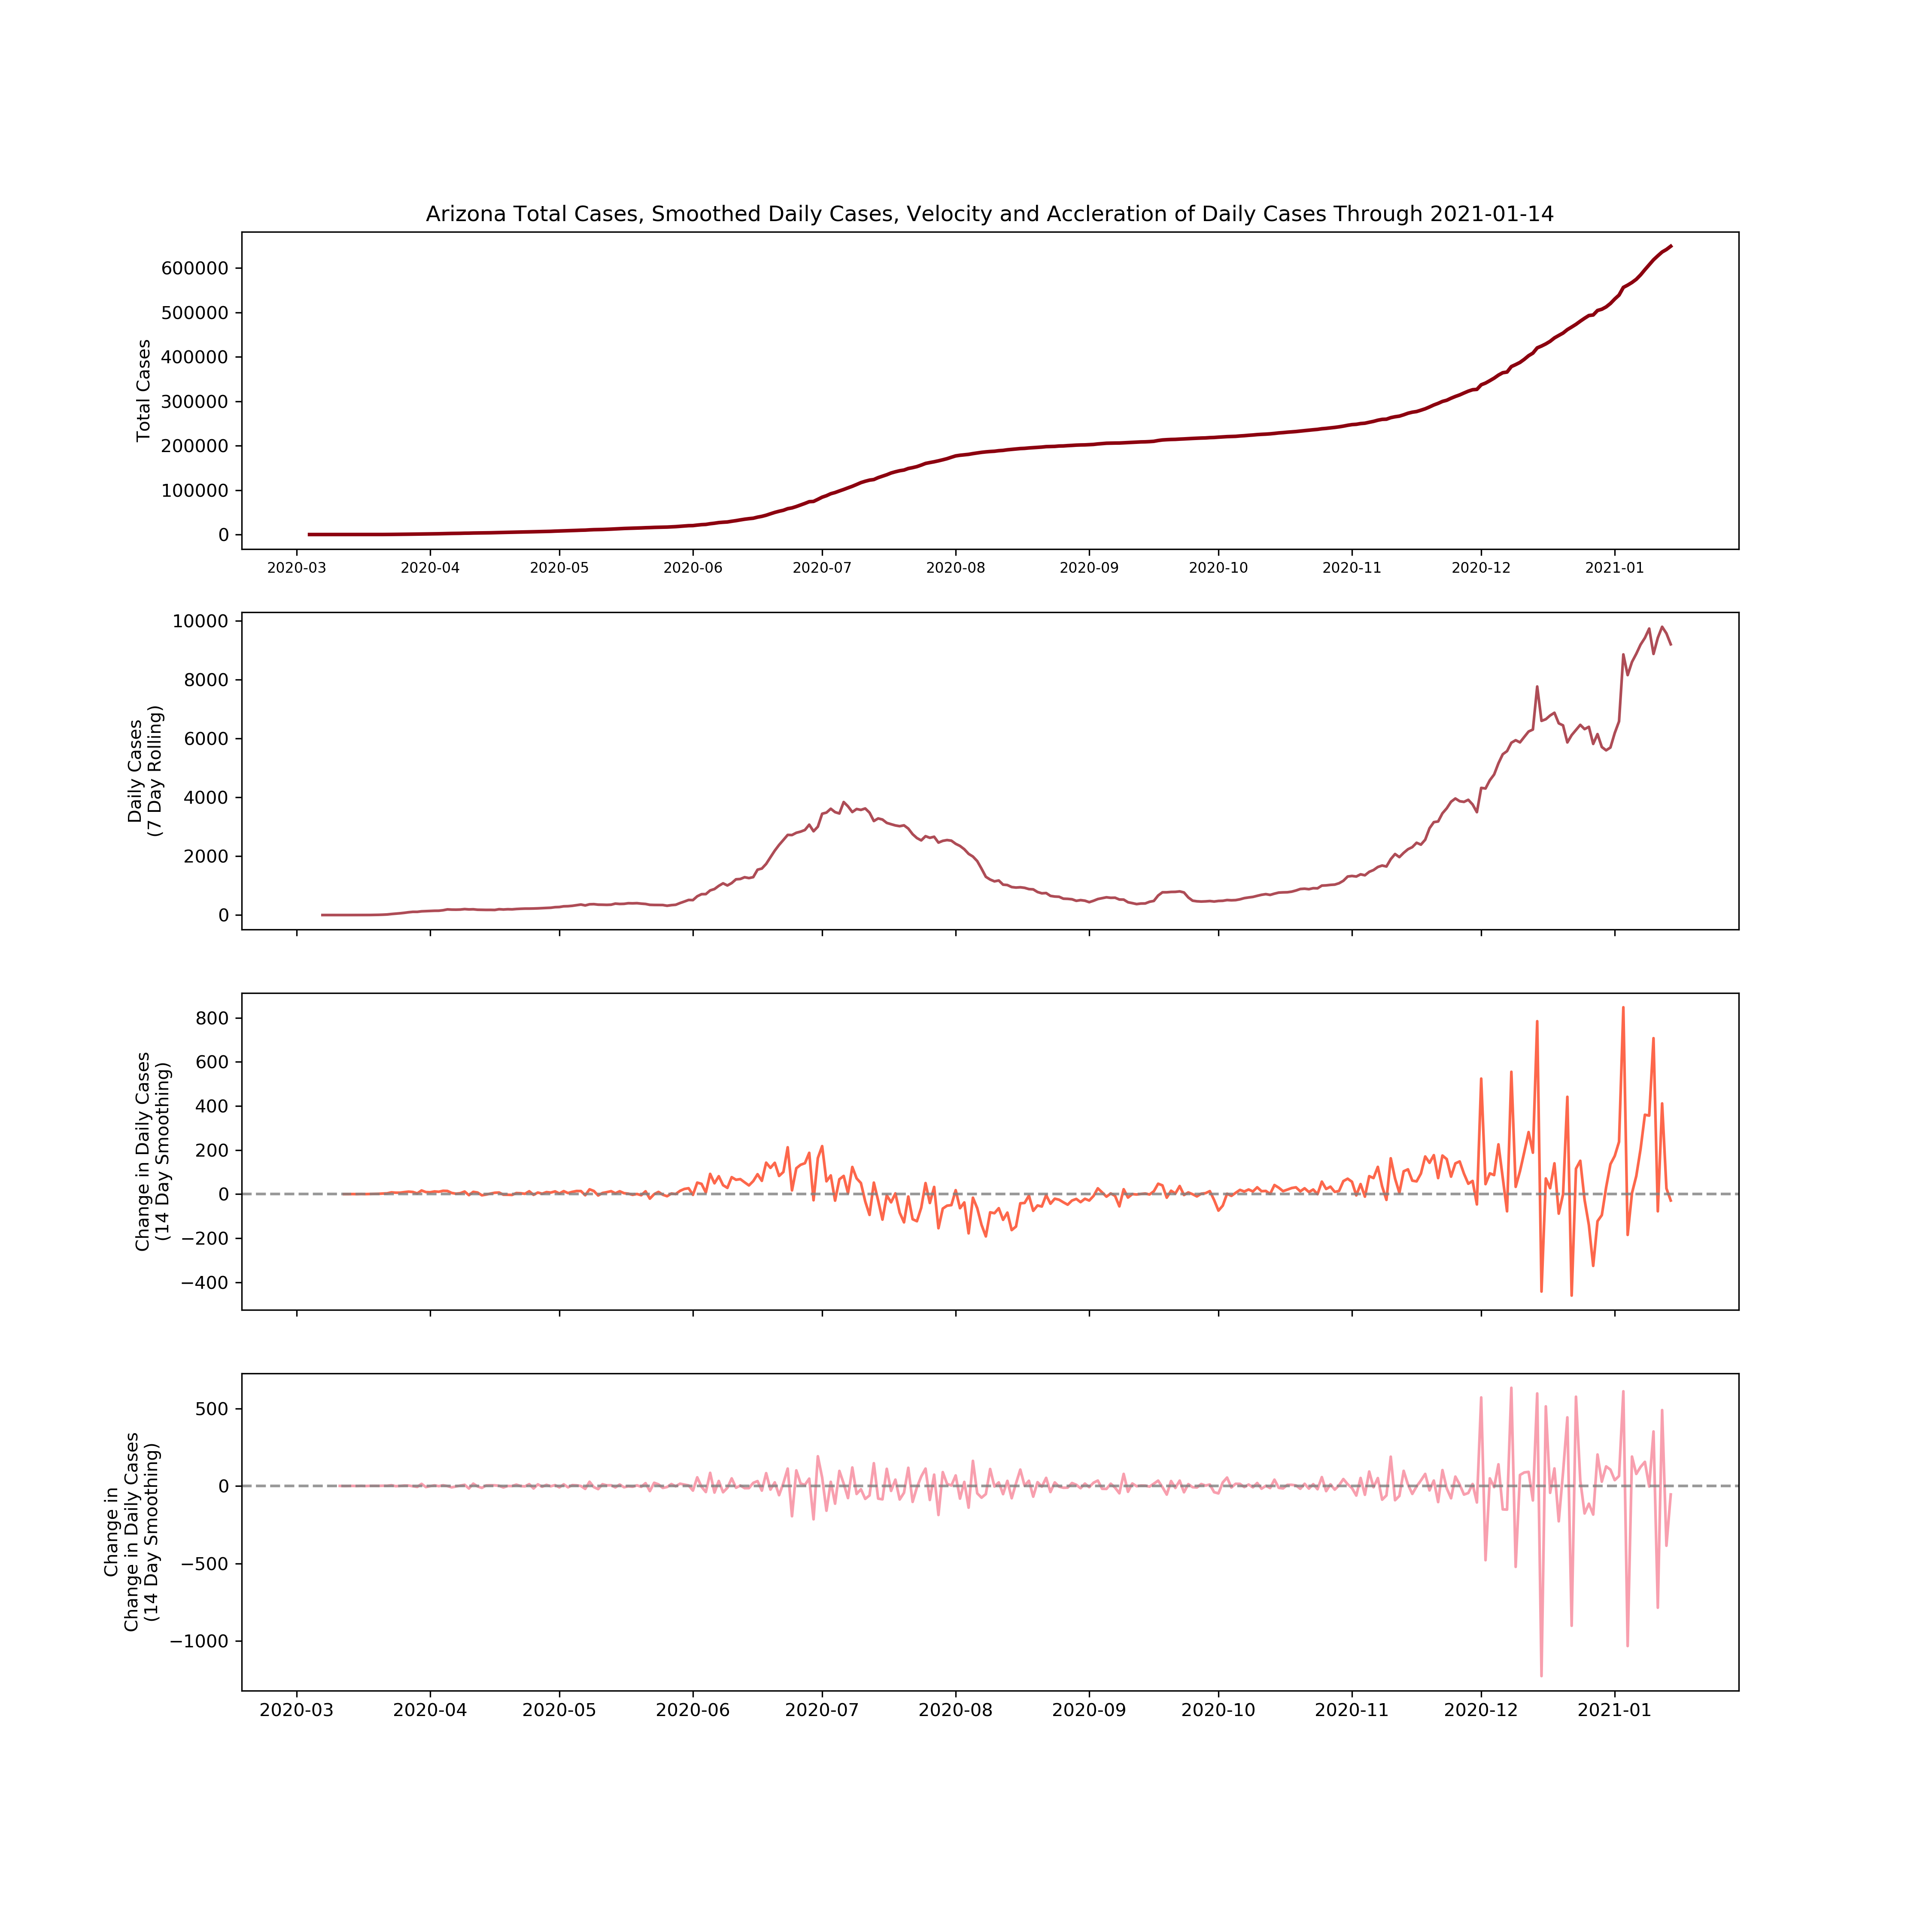 Arizona Total Cases, Smoothed Daily Cases, Velocity and Accleration of Daily Cases Through 2021-01-14
Total Cases
600000
500000
400000
300000
200000
100000
0
2020-03 2020-04 2020-05 2020-06 2020-07 2020-08 2020-09 2020-10 2020-11 2020-12 2021-01
Daily Cases
(7 Day Rolling)
10000
8000
6000
4000
2000
0
Change in Daily Cases
(14 Day Smoothing)
800
600
400
200
0
−200
−400
Change in
Change in Daily Cases
(14 Day Smoothing)
500
0
−500
−1000
2020-03 2020-04 2020-05 2020-06 2020-07 2020-08 2020-09 2020-10 2020-11 2020-12 2021-01